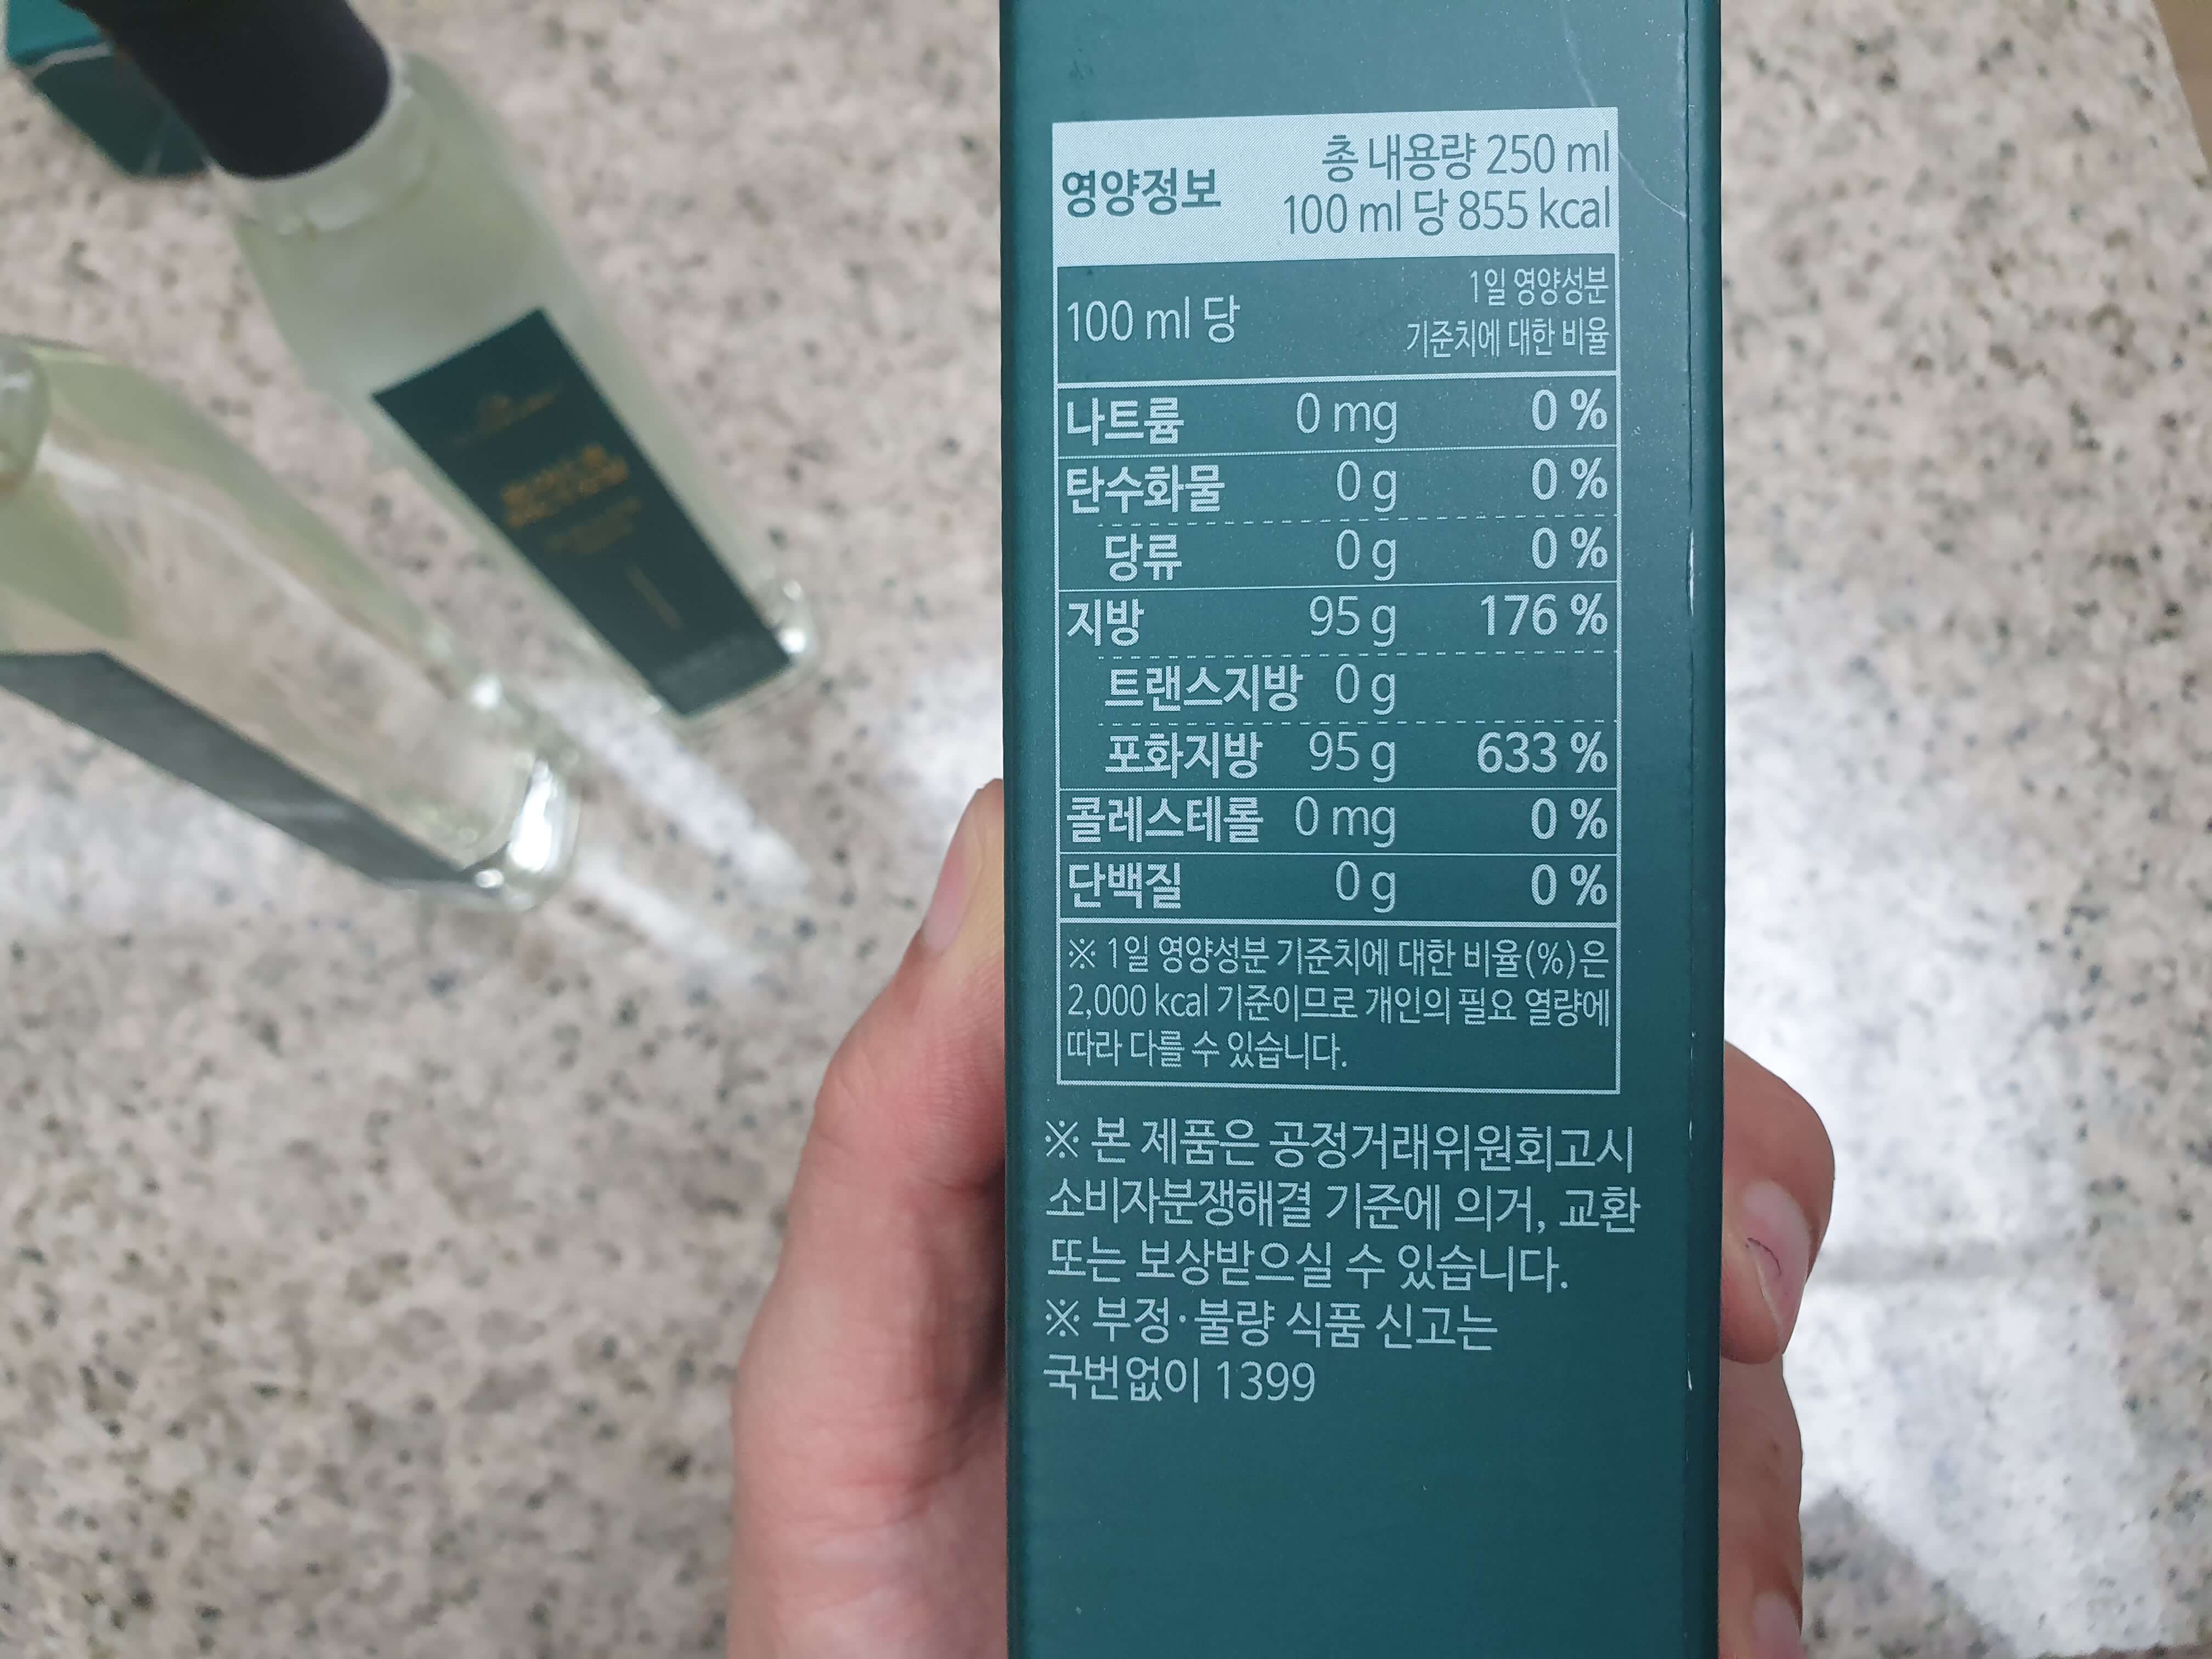 영양정보
총 내용량 250 ml
100 ml 당 855 kcal
100 ml 당
1일 영양성분
기준치에 대한 비율
나트륨 0 mg 0 %
탄수화물 0 g 0 %
당류 0 g 0 %
지방 95 g 176 %
트랜스지방 0 g
포화지방 95 g 633 %
콜레스테롤 0 mg 0 %
단백질 0 g 0 %
※ 1일 영양성분 기준치에 대한 비율(%)은
2,000 kcal 기준이므로 개인의 필요 열량에
따라 다를 수 있습니다.
※ 본 제품은 공정거래위원회고시
소비자분쟁해결 기준에 의거, 교환
또는 보상받으실 수 있습니다.
※ 부정·불량 식품 신고는
국번없이 1399